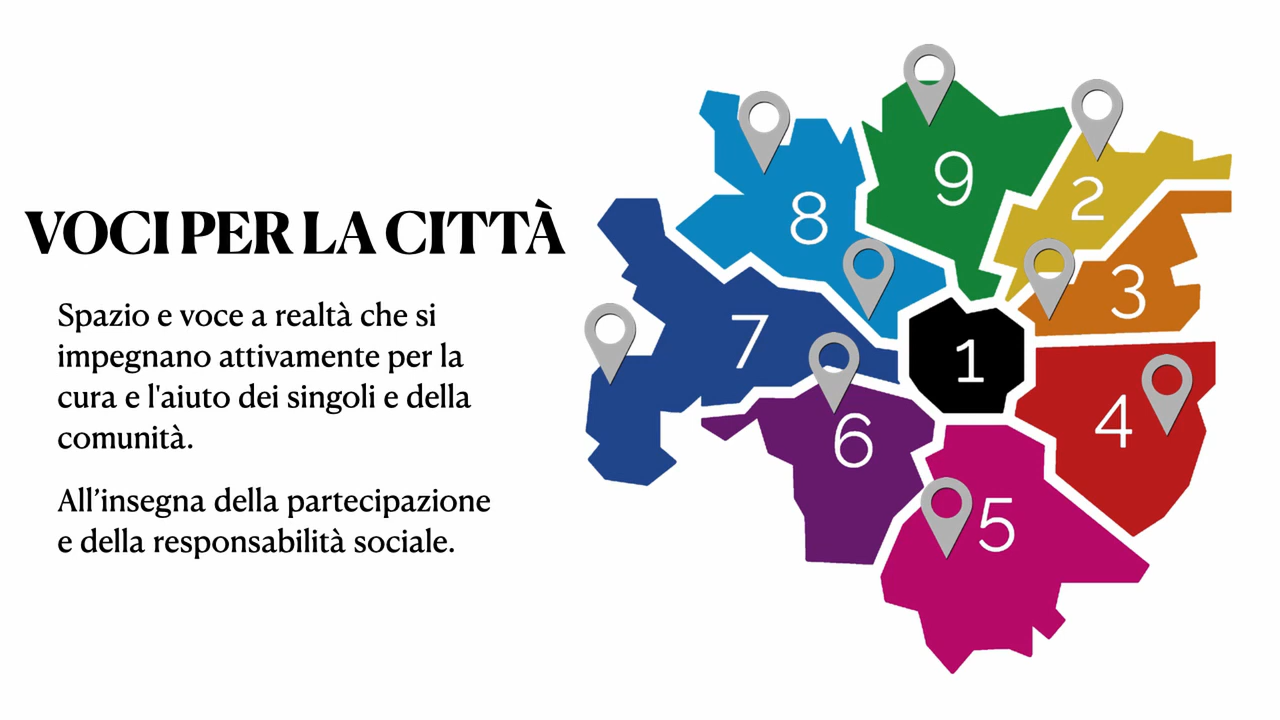 VOCI PER LA CITTÀ
Spazio e voce a realtà che si
impegnano attivamente per la
cura e l'aiuto dei singoli e della
comunità.
All’insegna della partecipazione
e della responsabilità sociale.
9
2
8
3
7
1
4
6
5